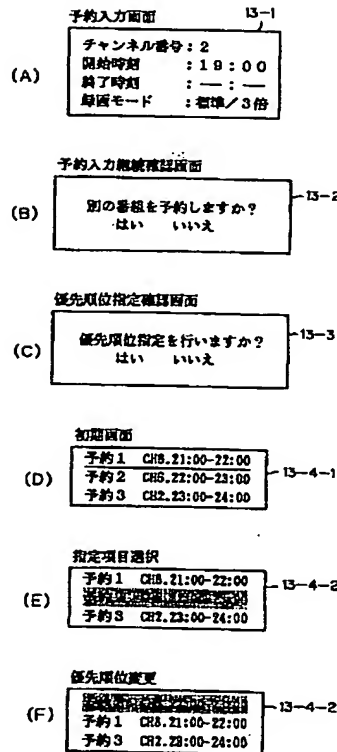 予約入力画面
13-1
(A)
チャンネル番号：2
開始時刻 ：19：00
終了時刻 ：―：―
録画モード ：標準／3倍
予約入力継続確認画面
(B)
別の番組を予約しますか？
はい いいえ
13-2
優先順位指定確認画面
(C)
優先順位指定を行いますか？
はい いいえ
13-3
初期画面
(D)
予約1 CH8.21:00-22:00
予約2 CH6.22:00-23:00
予約3 CH2.23:00-24:00
13-4-1
指定項目選択
(E)
予約1 CH8.21:00-22:00
予約3 CH2.23:00-24:00
13-4-2
優先順位変更
(F)
予約1 CH8.21:00-22:00
予約3 CH2.23:00-24:00
13-4-2